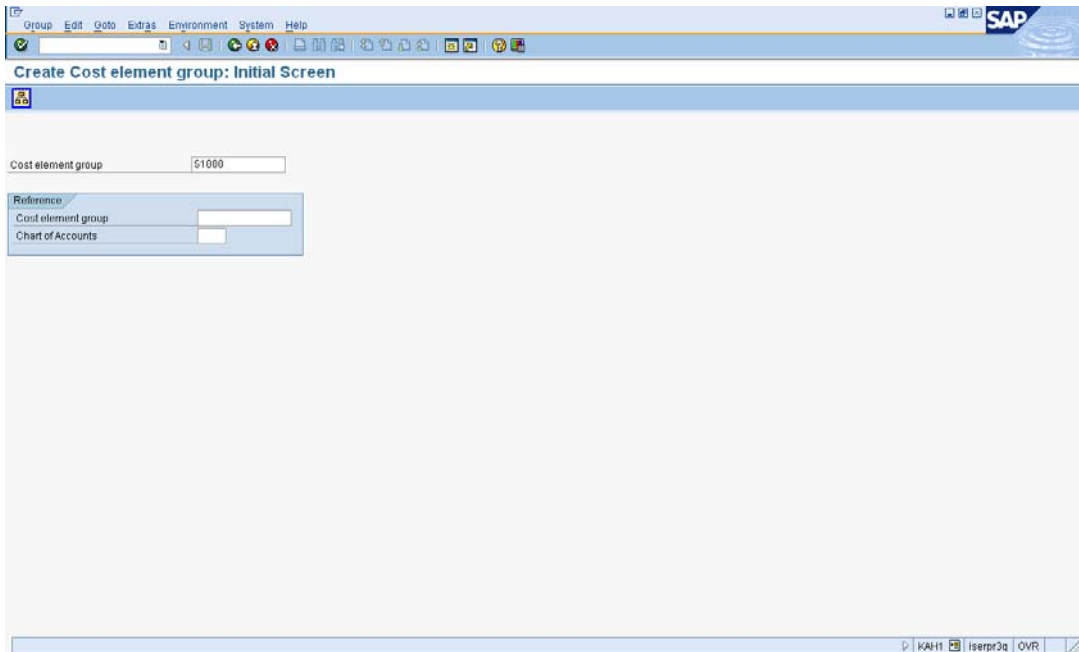 Group Edit Goto Extras Environment System Help
SAP
Create Cost element group: Initial Screen
Cost element group S1000
Reference
Cost element group
Chart of Accounts
KAH1 iserpr3q OVR